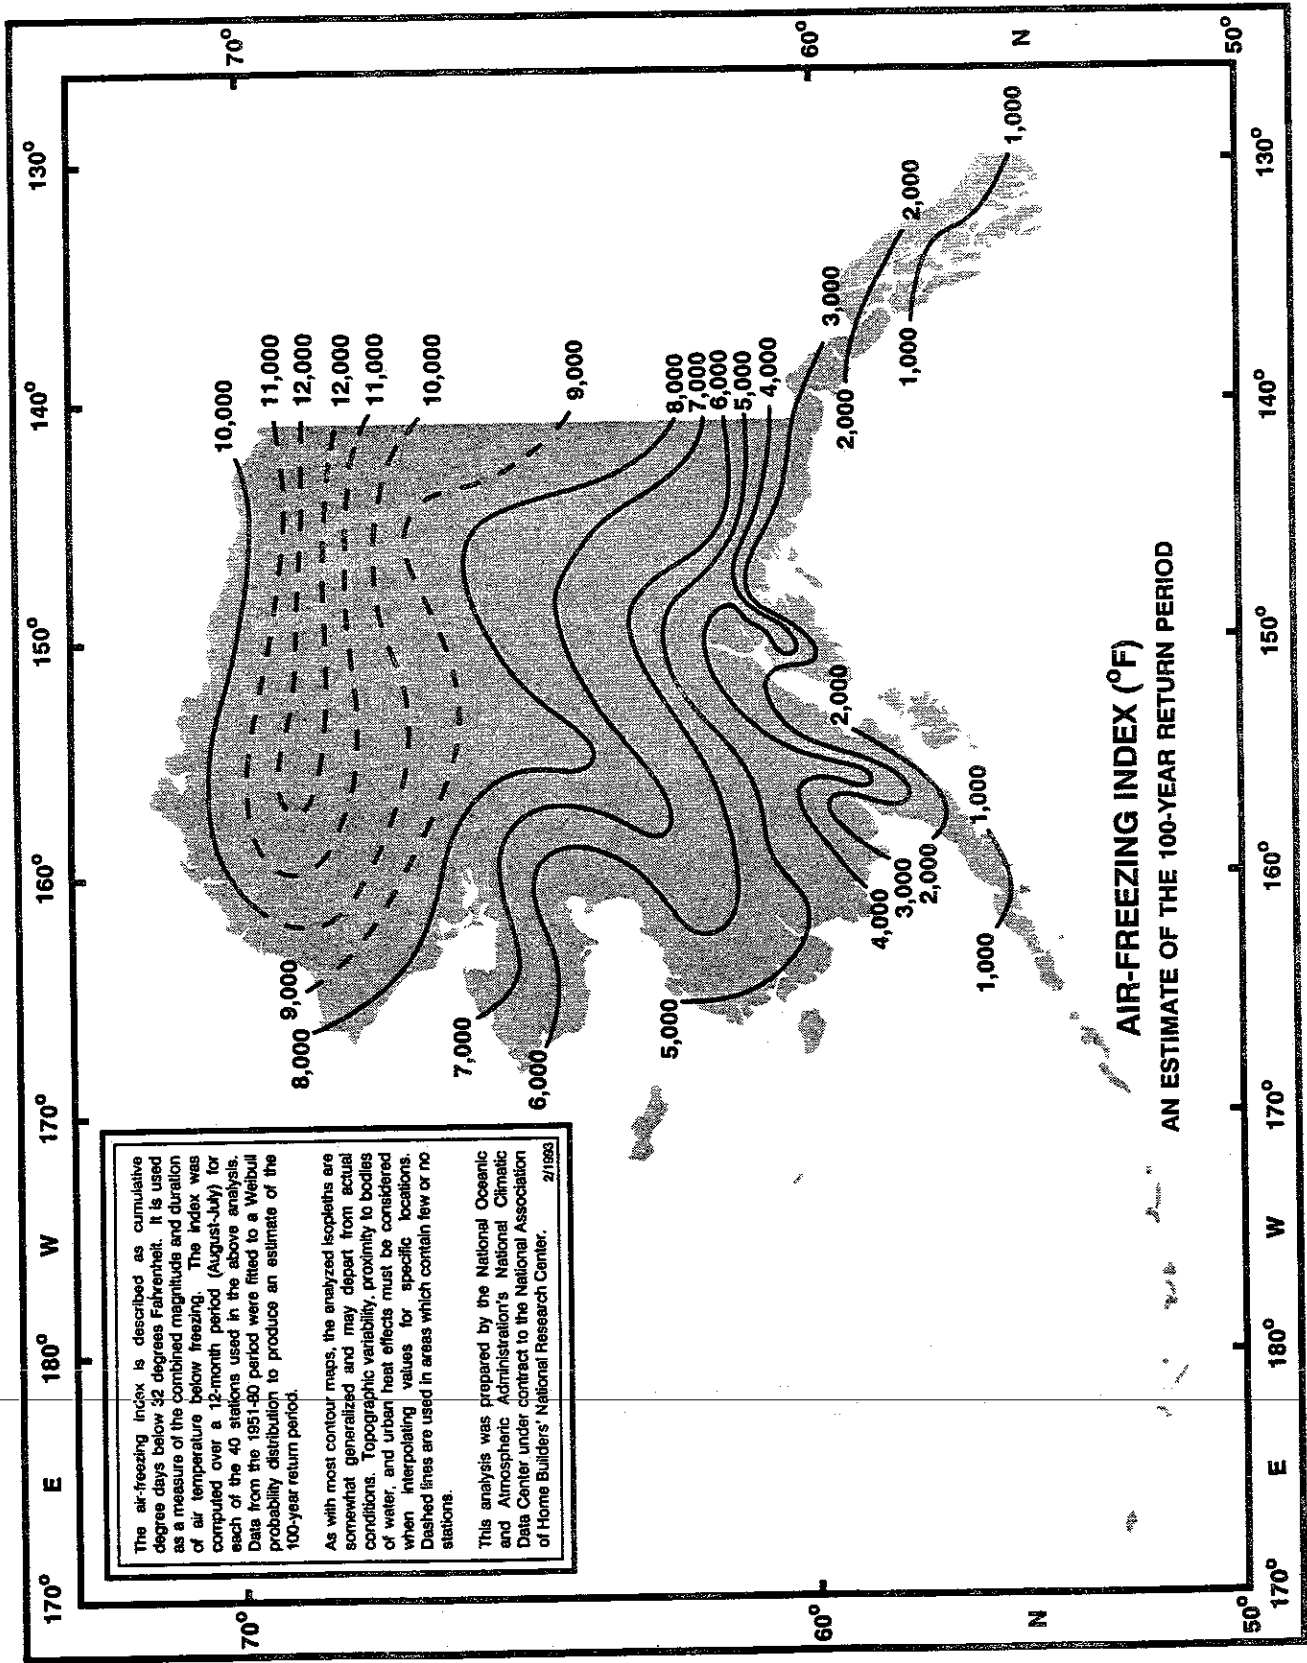 The air-freezing index is described as cumulative
degree days below 32 degrees Fahrenheit. It is used
as a measure of the combined magnitude and duration
of air temperature below freezing. The index was
computed over a 12-month period (August-July) for
each of the 40 stations used in the above analysis.
Data from the 1951-80 period were fitted to a Weibull
probability distribution to produce an estimate of the
100-year return period.
As with most contour maps, the analyzed isopleths are
somewhat generalized and may depart from actual
conditions. Topographic variability, proximity to bodies
of water, and urban heat effects must be considered
when interpolating values for specific locations.
Dashed lines are used in areas which contain few or no
stations.
This analysis was prepared by the National Oceanic
and Atmospheric Administration's National Climatic
Data Center under contract to the National Association
of Home Builders' National Research Center. 2/1993
170° E 180° W 170° 160° 150° 140° 130°
70°
70°
60°
60°
N
N
50°
50°
170° E 180° W 170° 160° 150° 140° 130°
10,000
11,000
12,000
12,000
11,000
10,000
9,000
8,000
7,000
6,000
5,000
4,000
3,000
2,000
2,000
1,000
1,000
9,000
8,000
7,000
6,000
5,000
4,000
3,000
2,000
2,000
1,000
1,000
AIR-FREEZING INDEX (°F)
AN ESTIMATE OF THE 100-YEAR RETURN PERIOD